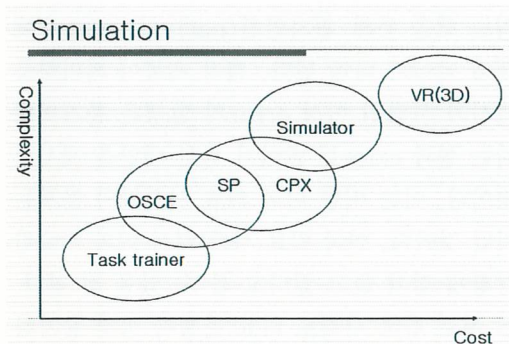 Simulation
Complexity
VR(3D)
Simulator
SP
CPX
OSCE
Task trainer
Cost